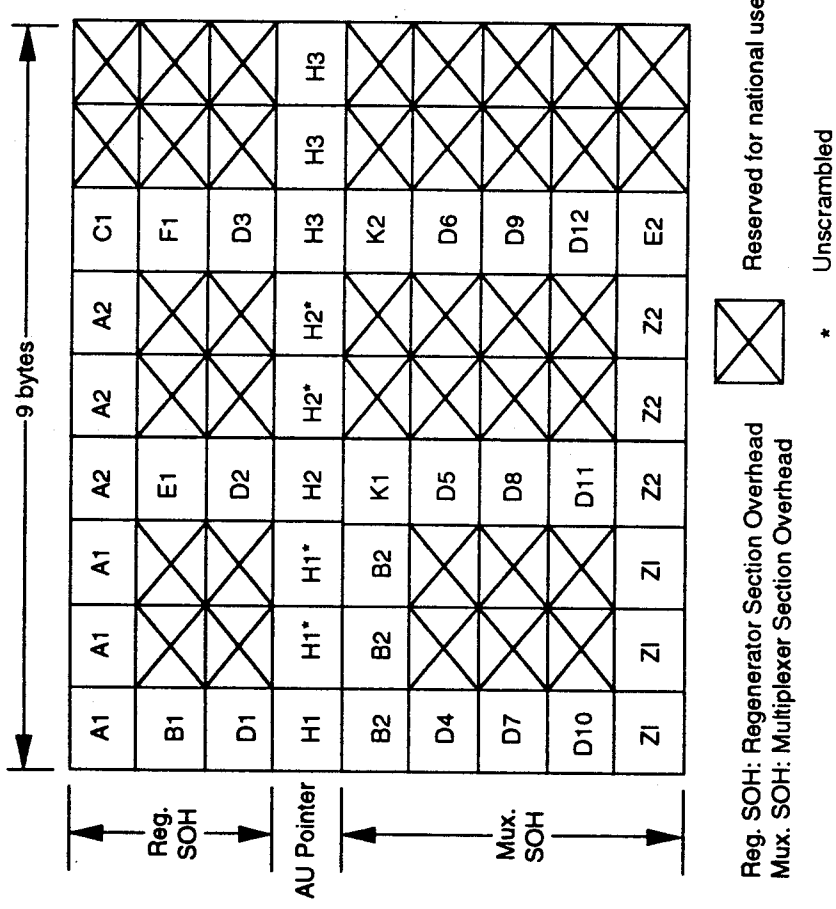 9 bytes
A1 A1 A1 A2 A2 A2 C1
B1 E1 F1
D1 D2 D3
H1 H1* H1* H2 H2* H2* H3 H3 H3
B2 B2 B2 K1 K2
D4 D5 D6
D7 D8 D9
D10 D11 D12
ZI ZI ZI Z2 Z2 Z2 E2
Reg.
SOH
AU Pointer
Mux.
SOH
Reg. SOH: Regenerator Section Overhead
Mux. SOH: Multiplexer Section Overhead
Reserved for national use
* Unscrambled